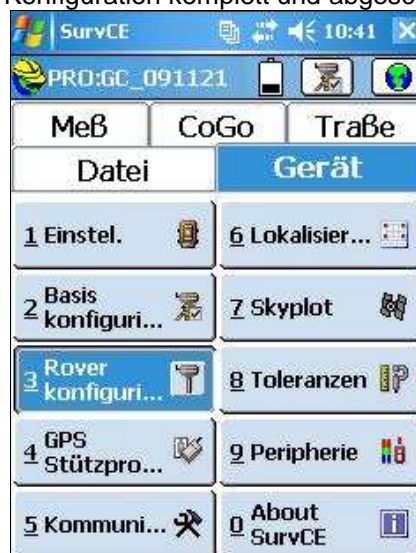 Konfiguration komplett und abgesc
SurvCE 10:41
PRO:GC_091121
Meß CoGo Traße
Datei Gerät
1 Einstel.
6 Lokalisier...
2 Basis konfiguri...
7 Skyplot
3 Rover konfiguri...
8 Toleranzen
4 GPS Stützpro...
9 Peripherie
5 Kommuni...
0 About SurvCE